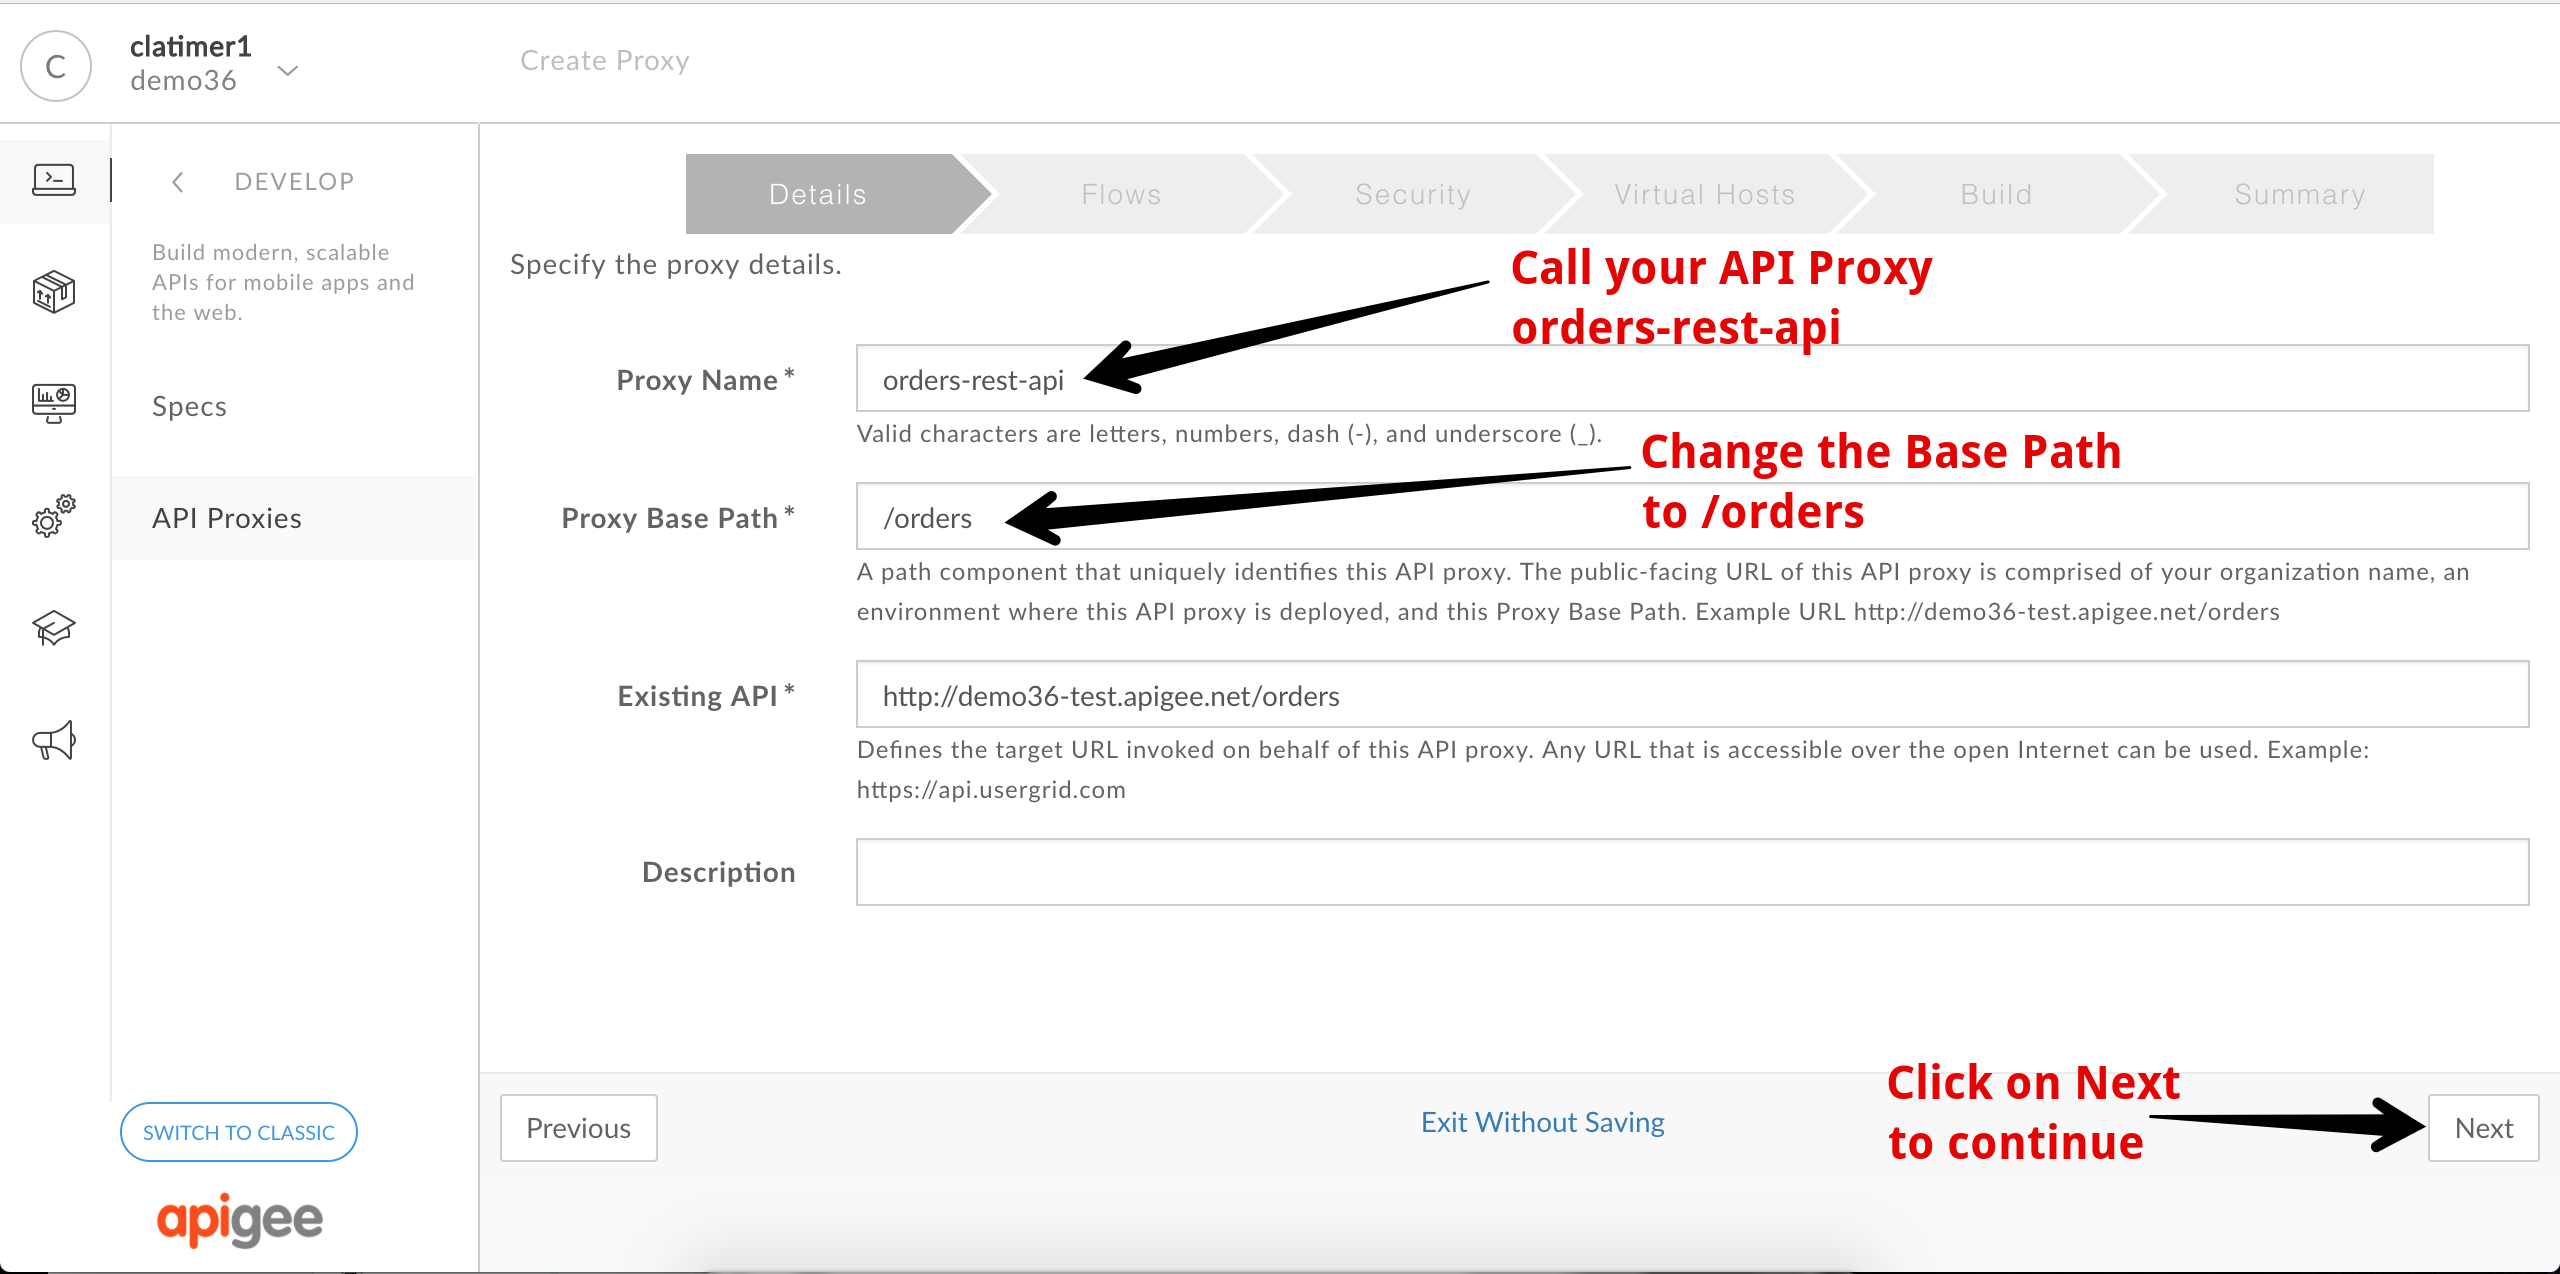 C
clatimer1
demo36
Create Proxy
DEVELOP
Build modern, scalable
APIs for mobile apps and
the web.
Specs
API Proxies
SWITCH TO CLASSIC
apigee
Details
Flows
Security
Virtual Hosts
Build
Summary
Specify the proxy details.
Call your API Proxy
orders-rest-api
Proxy Name *
orders-rest-api
Valid characters are letters, numbers, dash (-), and underscore (_).
Change the Base Path
to /orders
Proxy Base Path *
/orders
A path component that uniquely identifies this API proxy. The public-facing URL of this API proxy is comprised of your organization name, an
environment where this API proxy is deployed, and this Proxy Base Path. Example URL http://demo36-test.apigee.net/orders
Existing API *
http://demo36-test.apigee.net/orders
Defines the target URL invoked on behalf of this API proxy. Any URL that is accessible over the open Internet can be used. Example:
https://api.usergrid.com
Description
Previous
Exit Without Saving
Click on Next
to continue
Next